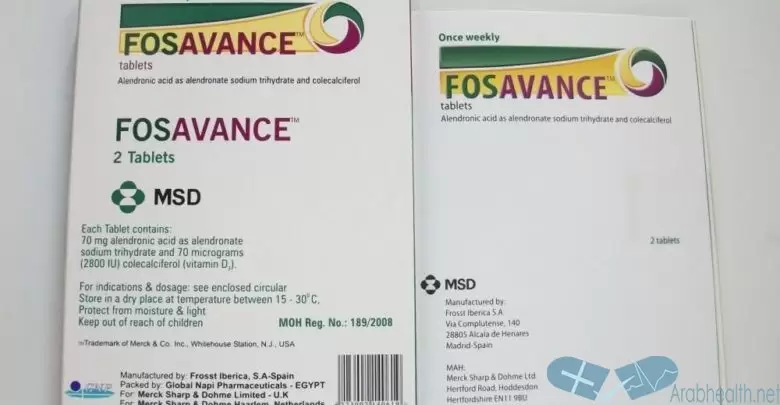 FOSAVANCE™
tablets
Alendronic acid as alendronate sodium trihydrate and colecalciferol
FOSAVANCE™
2 Tablets
MSD
Each Tablet contains:
70 mg alendronic acid as alendronate
sodium trihydrate and 70 micrograms
(2800 IU) colecalciferol (vitamin D₃).
For indications & dosage: see enclosed circular
Store in a dry place at temperature between 15 - 30°C.
Protect from moisture & light
Keep out of reach of children
MOH Reg. No.: 189/2008
™Trademark of Merck & Co. Inc., Whitehouse Station, N.J., USA
Manufactured by: Frosst Iberica, S.A-Spain
Packed by: Global Napi Pharmaceuticals - EGYPT
For Merck Sharp & Dohme Limited - U.K
For: Merck Sharp & Dohme Haarlem, Netherlands
Once weekly
FOSAVANCE™
tablets
Alendronic acid as alendronate sodium trihydrate and colecalciferol
2 tablets
MSD
Manufactured by:
Frosst Iberica S.A
Via Complutense, 140
28805 Alcala de Henares
Madrid-Spain
MAH:
Merck Sharp & Dohme Ltd.
Hertford Road, Hoddesdon
Hertfordshire EN11 9BU
Arabhealth.net